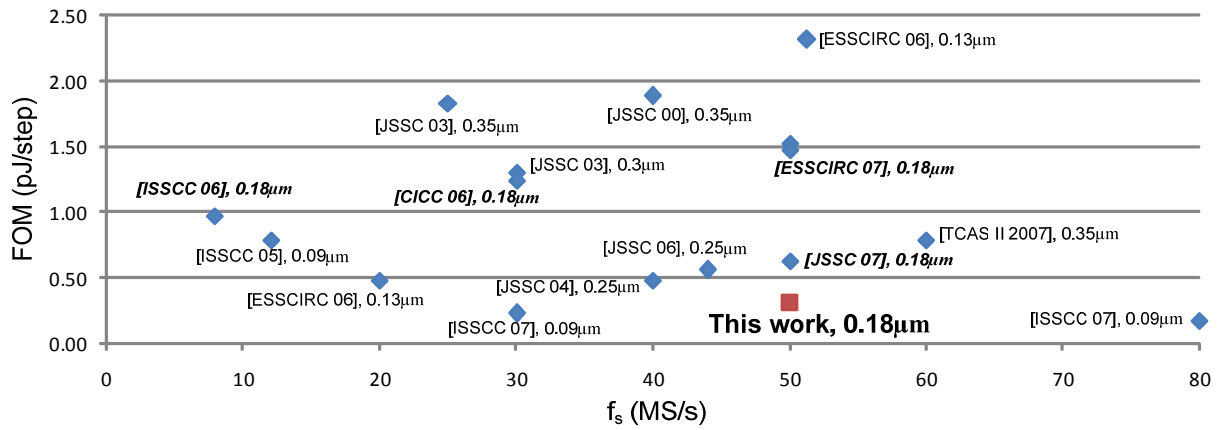 2.50
[ESSCIRC 06], 0.13μm
2.00
[JSSC 03], 0.35μm
[JSSC 00], 0.35μm
1.50
[JSSC 03], 0.3μm
[ESSCIRC 07], 0.18μm
[ISSCC 06], 0.18μm
[CICC 06], 0.18μm
1.00
[TCAS II 2007], 0.35μm
[ISSCC 05], 0.09μm
[JSSC 06], 0.25μm
[JSSC 07], 0.18μm
0.50
[JSSC 04], 0.25μm
[ESSCIRC 06], 0.13μm
[ISSCC 07], 0.09μm
This work, 0.18μm
[ISSCC 07], 0.09μm
0.00
FOM (pJ/step)
0 10 20 30 40 50 60 70 80
fs (MS/s)